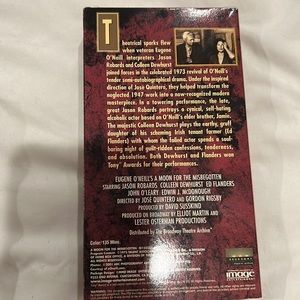 Theatrical sparks flew
when veteran Eugene
O'Neill interpreters Jason
Robards and Colleen Dewhurst
joined forces in the celebrated 1973 revival of O'Neill's
tender semi-autobiographical drama. Under the inspired
direction of José Quintero, they helped transform the
neglected 1947 work into a now-recognized modern
masterpiece. In a towering performance, the late,
great Jason Robards portrays a cynical, self-hating
alcoholic actor based on O'Neill's elder brother, Jamie.
The majestic Colleen Dewhurst plays the earthy, gruff
daughter of his scheming Irish tenant farmer (Ed
Flanders) with whom the failed actor spends a soul-
baring night of guilt-ridden confessions, tenderness,
and absolution. Both Dewhurst and Flanders won
Tony Awards for their performances.
EUGENE O'NEILL'S A MOON FOR THE MISBEGOTTEN
STARRING JASON ROBARDS COLLEEN DEWHURST ED FLANDERS
JOHN O'LEARY EDWIN J. McDONOUGH
DIRECTED BY JOSÉ QUINTERO and GORDON RIGSBY
PRODUCED BY DAVID SUSSKIND
PRODUCED ON BROADWAY BY ELLIOT MARTIN and
LESTER OSTERMAN PRODUCTIONS
Distributed by The Broadway Theatre Archive
Color/135 Mins.
image